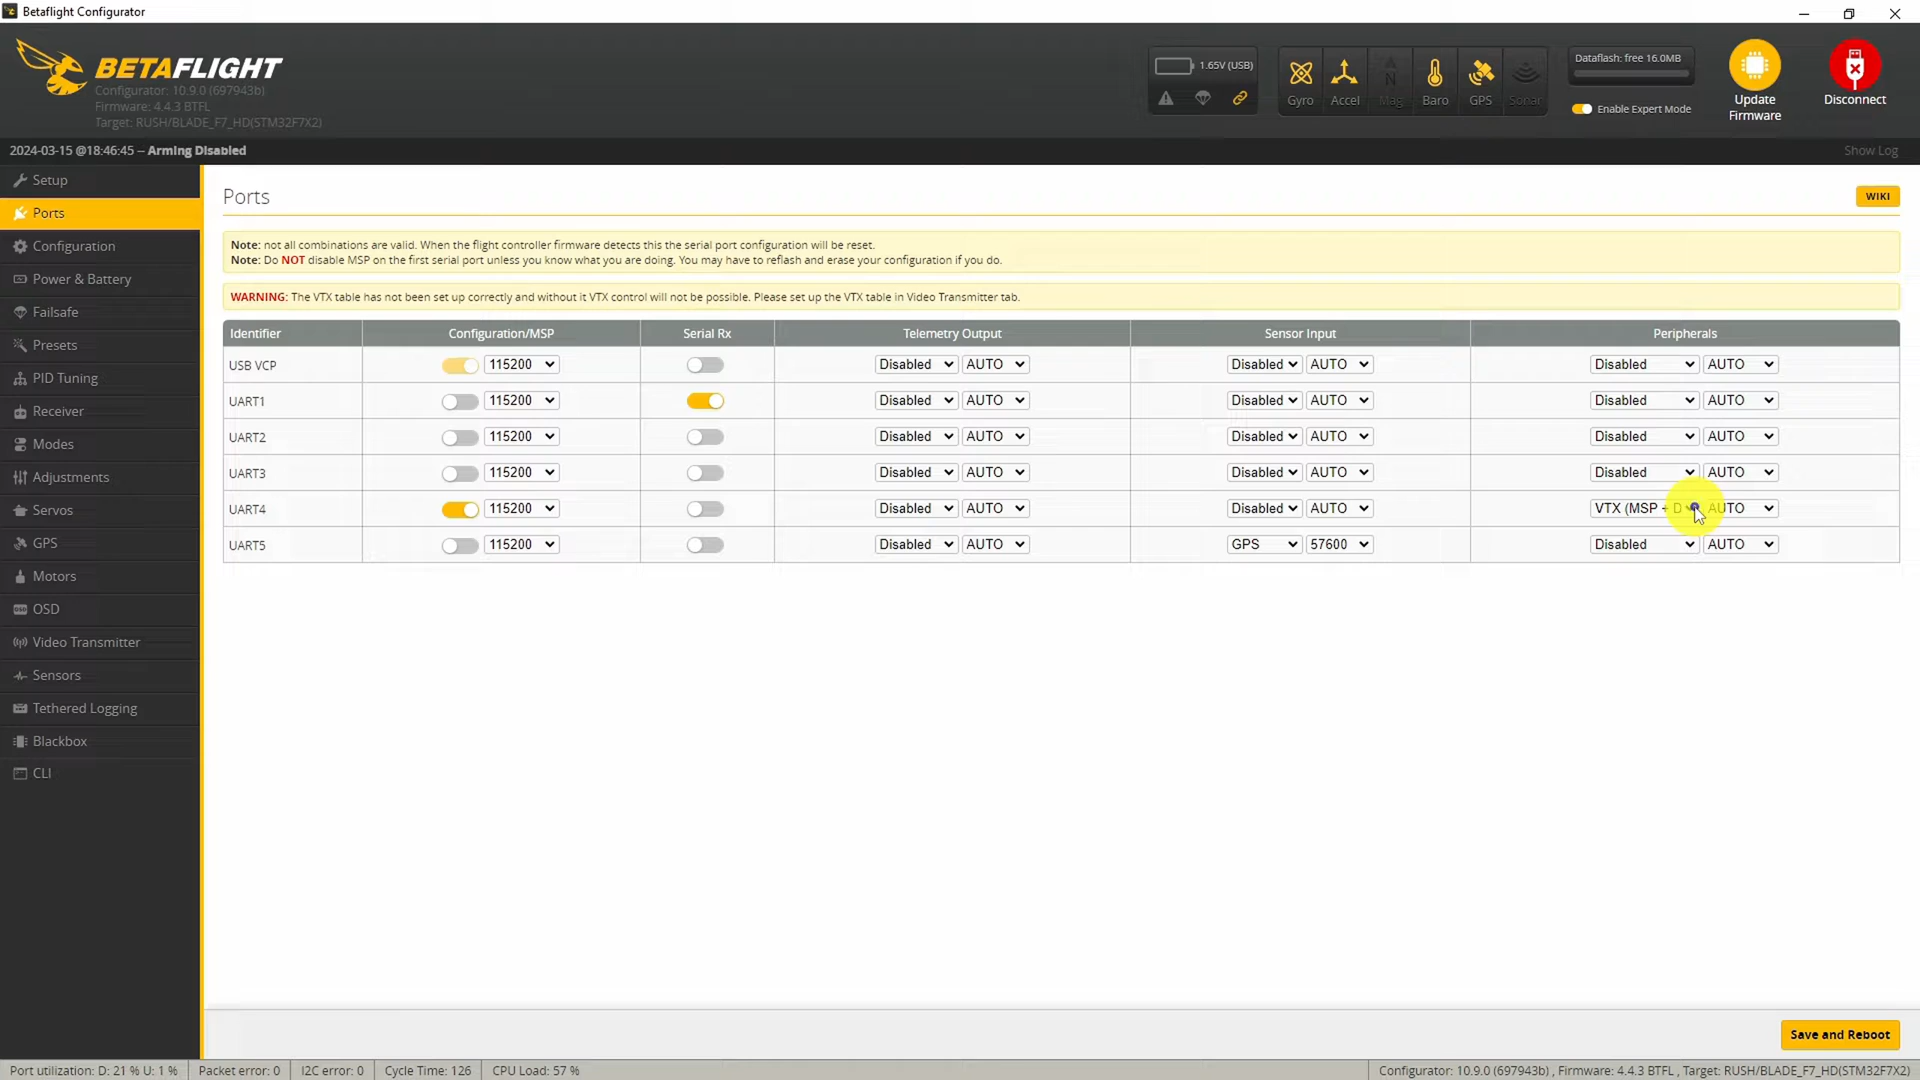 Betaflight Configurator
BETAFLIGHT
Configurator: 10.9.0 (697943b)
Firmware: 4.4.3 BTFL
Target: RUSH/BLADE_F7_HD(STM32F7X2)
1.65V (USB)
Gyro Accel Mag Baro GPS Sonar
Dataflash: free 16.0MB
Enable Expert Mode
Update
Firmware
Disconnect
2024-03-15 @18:46:45 -- Arming Disabled
Show Log
Setup
Ports
Configuration
Power & Battery
Failsafe
Presets
PID Tuning
Receiver
Modes
Adjustments
Servos
GPS
Motors
OSD
Video Transmitter
Sensors
Tethered Logging
Blackbox
CLI
Ports
WIKI
Note: not all combinations are valid. When the flight controller firmware detects this the serial port configuration will be reset.
Note: Do NOT disable MSP on the first serial port unless you know what you are doing. You may have to reflash and erase your configuration if you do.
WARNING: The VTX table has not been set up correctly and without it VTX control will not be possible. Please set up the VTX table in Video Transmitter tab.
Identifier Configuration/MSP Serial Rx Telemetry Output Sensor Input Peripherals
USB VCP 115200 Disabled AUTO Disabled AUTO Disabled AUTO
UART1 115200 Disabled AUTO Disabled AUTO Disabled AUTO
UART2 115200 Disabled AUTO Disabled AUTO Disabled AUTO
UART3 115200 Disabled AUTO Disabled AUTO Disabled AUTO
UART4 115200 Disabled AUTO Disabled AUTO VTX (MSP + D AUTO
UART5 115200 Disabled AUTO GPS 57600 Disabled AUTO
Save and Reboot
Port utilization: D: 21 % U: 1 % Packet error: 0 I2C error: 0 Cycle Time: 126 CPU Load: 57 % Configurator: 10.9.0 (697943b) , Firmware: 4.4.3 BTFL , Target: RUSH/BLADE_F7_HD(STM32F7X2)